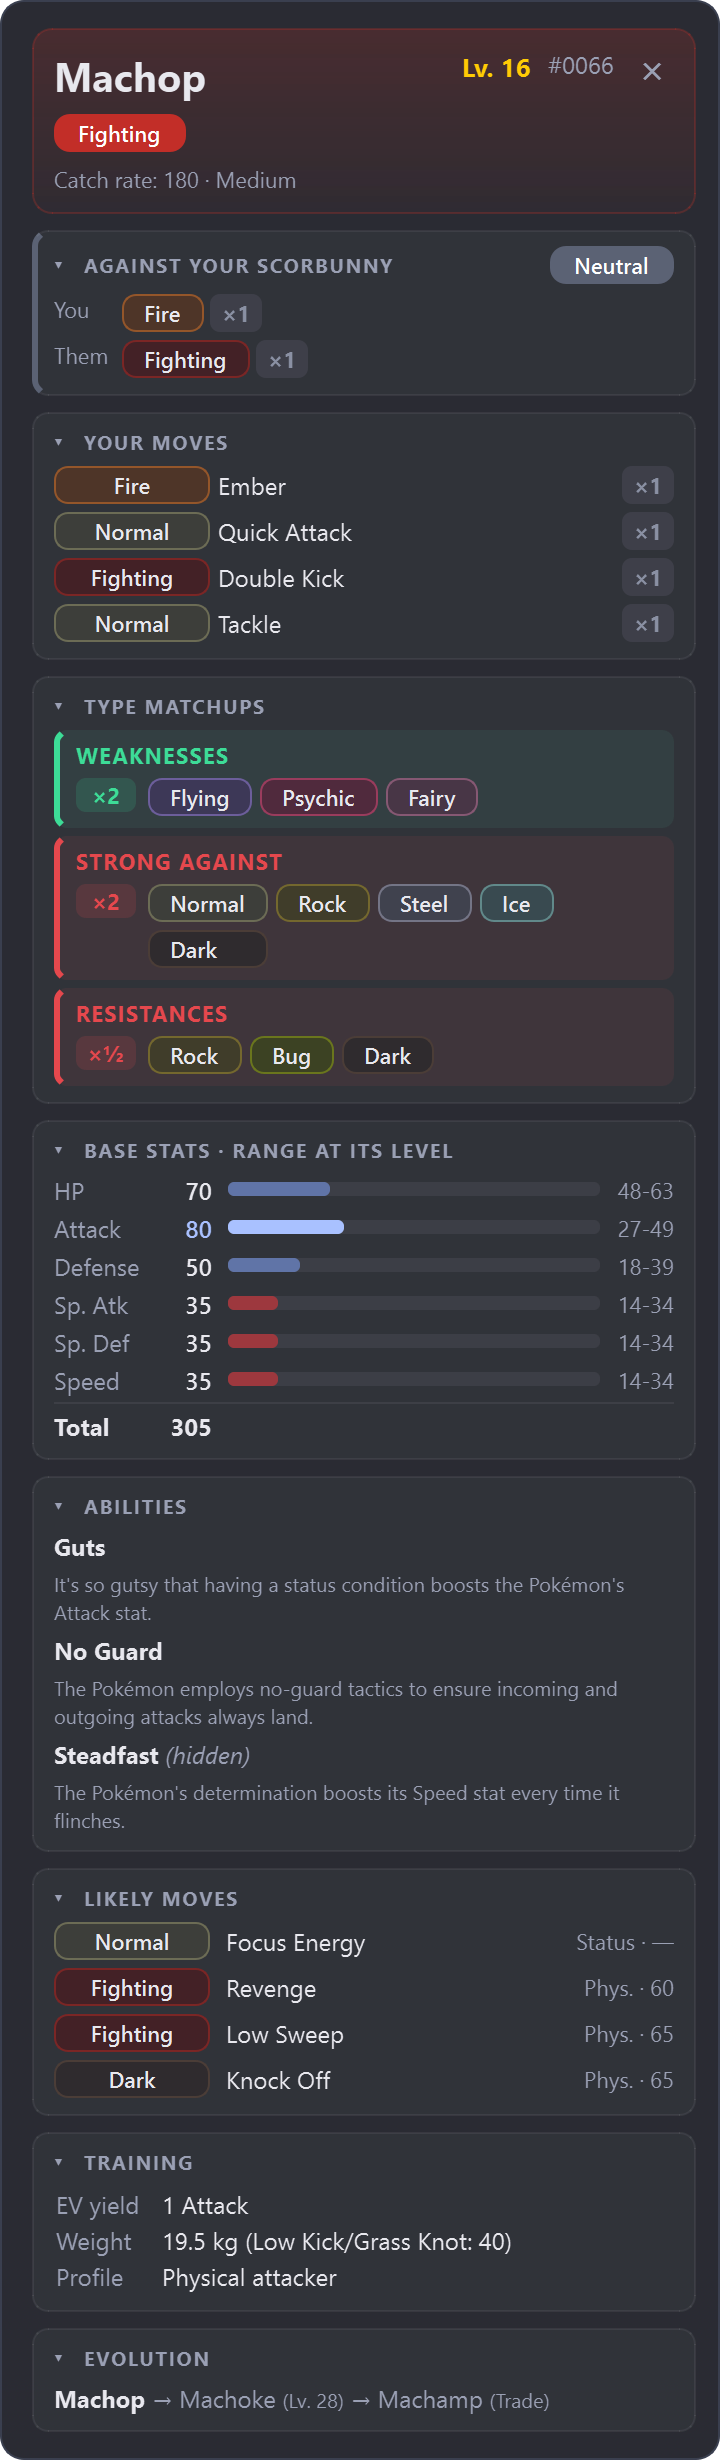 Machop Lv. 16 #0066 ✕
Fighting
Catch rate: 180 · Medium
▾ AGAINST YOUR SCORBUNNY Neutral
You Fire ×1
Them Fighting ×1
▾ YOUR MOVES
Fire Ember ×1
Normal Quick Attack ×1
Fighting Double Kick ×1
Normal Tackle ×1
▾ TYPE MATCHUPS
WEAKNESSES
×2 Flying Psychic Fairy
STRONG AGAINST
×2 Normal Rock Steel Ice
Dark
RESISTANCES
×½ Rock Bug Dark
▾ BASE STATS · RANGE AT ITS LEVEL
HP 70 48-63
Attack 80 27-49
Defense 50 18-39
Sp. Atk 35 14-34
Sp. Def 35 14-34
Speed 35 14-34
Total 305
▾ ABILITIES
Guts
It's so gutsy that having a status condition boosts the Pokémon's
Attack stat.
No Guard
The Pokémon employs no-guard tactics to ensure incoming and
outgoing attacks always land.
Steadfast (hidden)
The Pokémon's determination boosts its Speed stat every time it
flinches.
▾ LIKELY MOVES
Normal Focus Energy Status · —
Fighting Revenge Phys. · 60
Fighting Low Sweep Phys. · 65
Dark Knock Off Phys. · 65
▾ TRAINING
EV yield 1 Attack
Weight 19.5 kg (Low Kick/Grass Knot: 40)
Profile Physical attacker
▾ EVOLUTION
Machop → Machoke (Lv. 28) → Machamp (Trade)